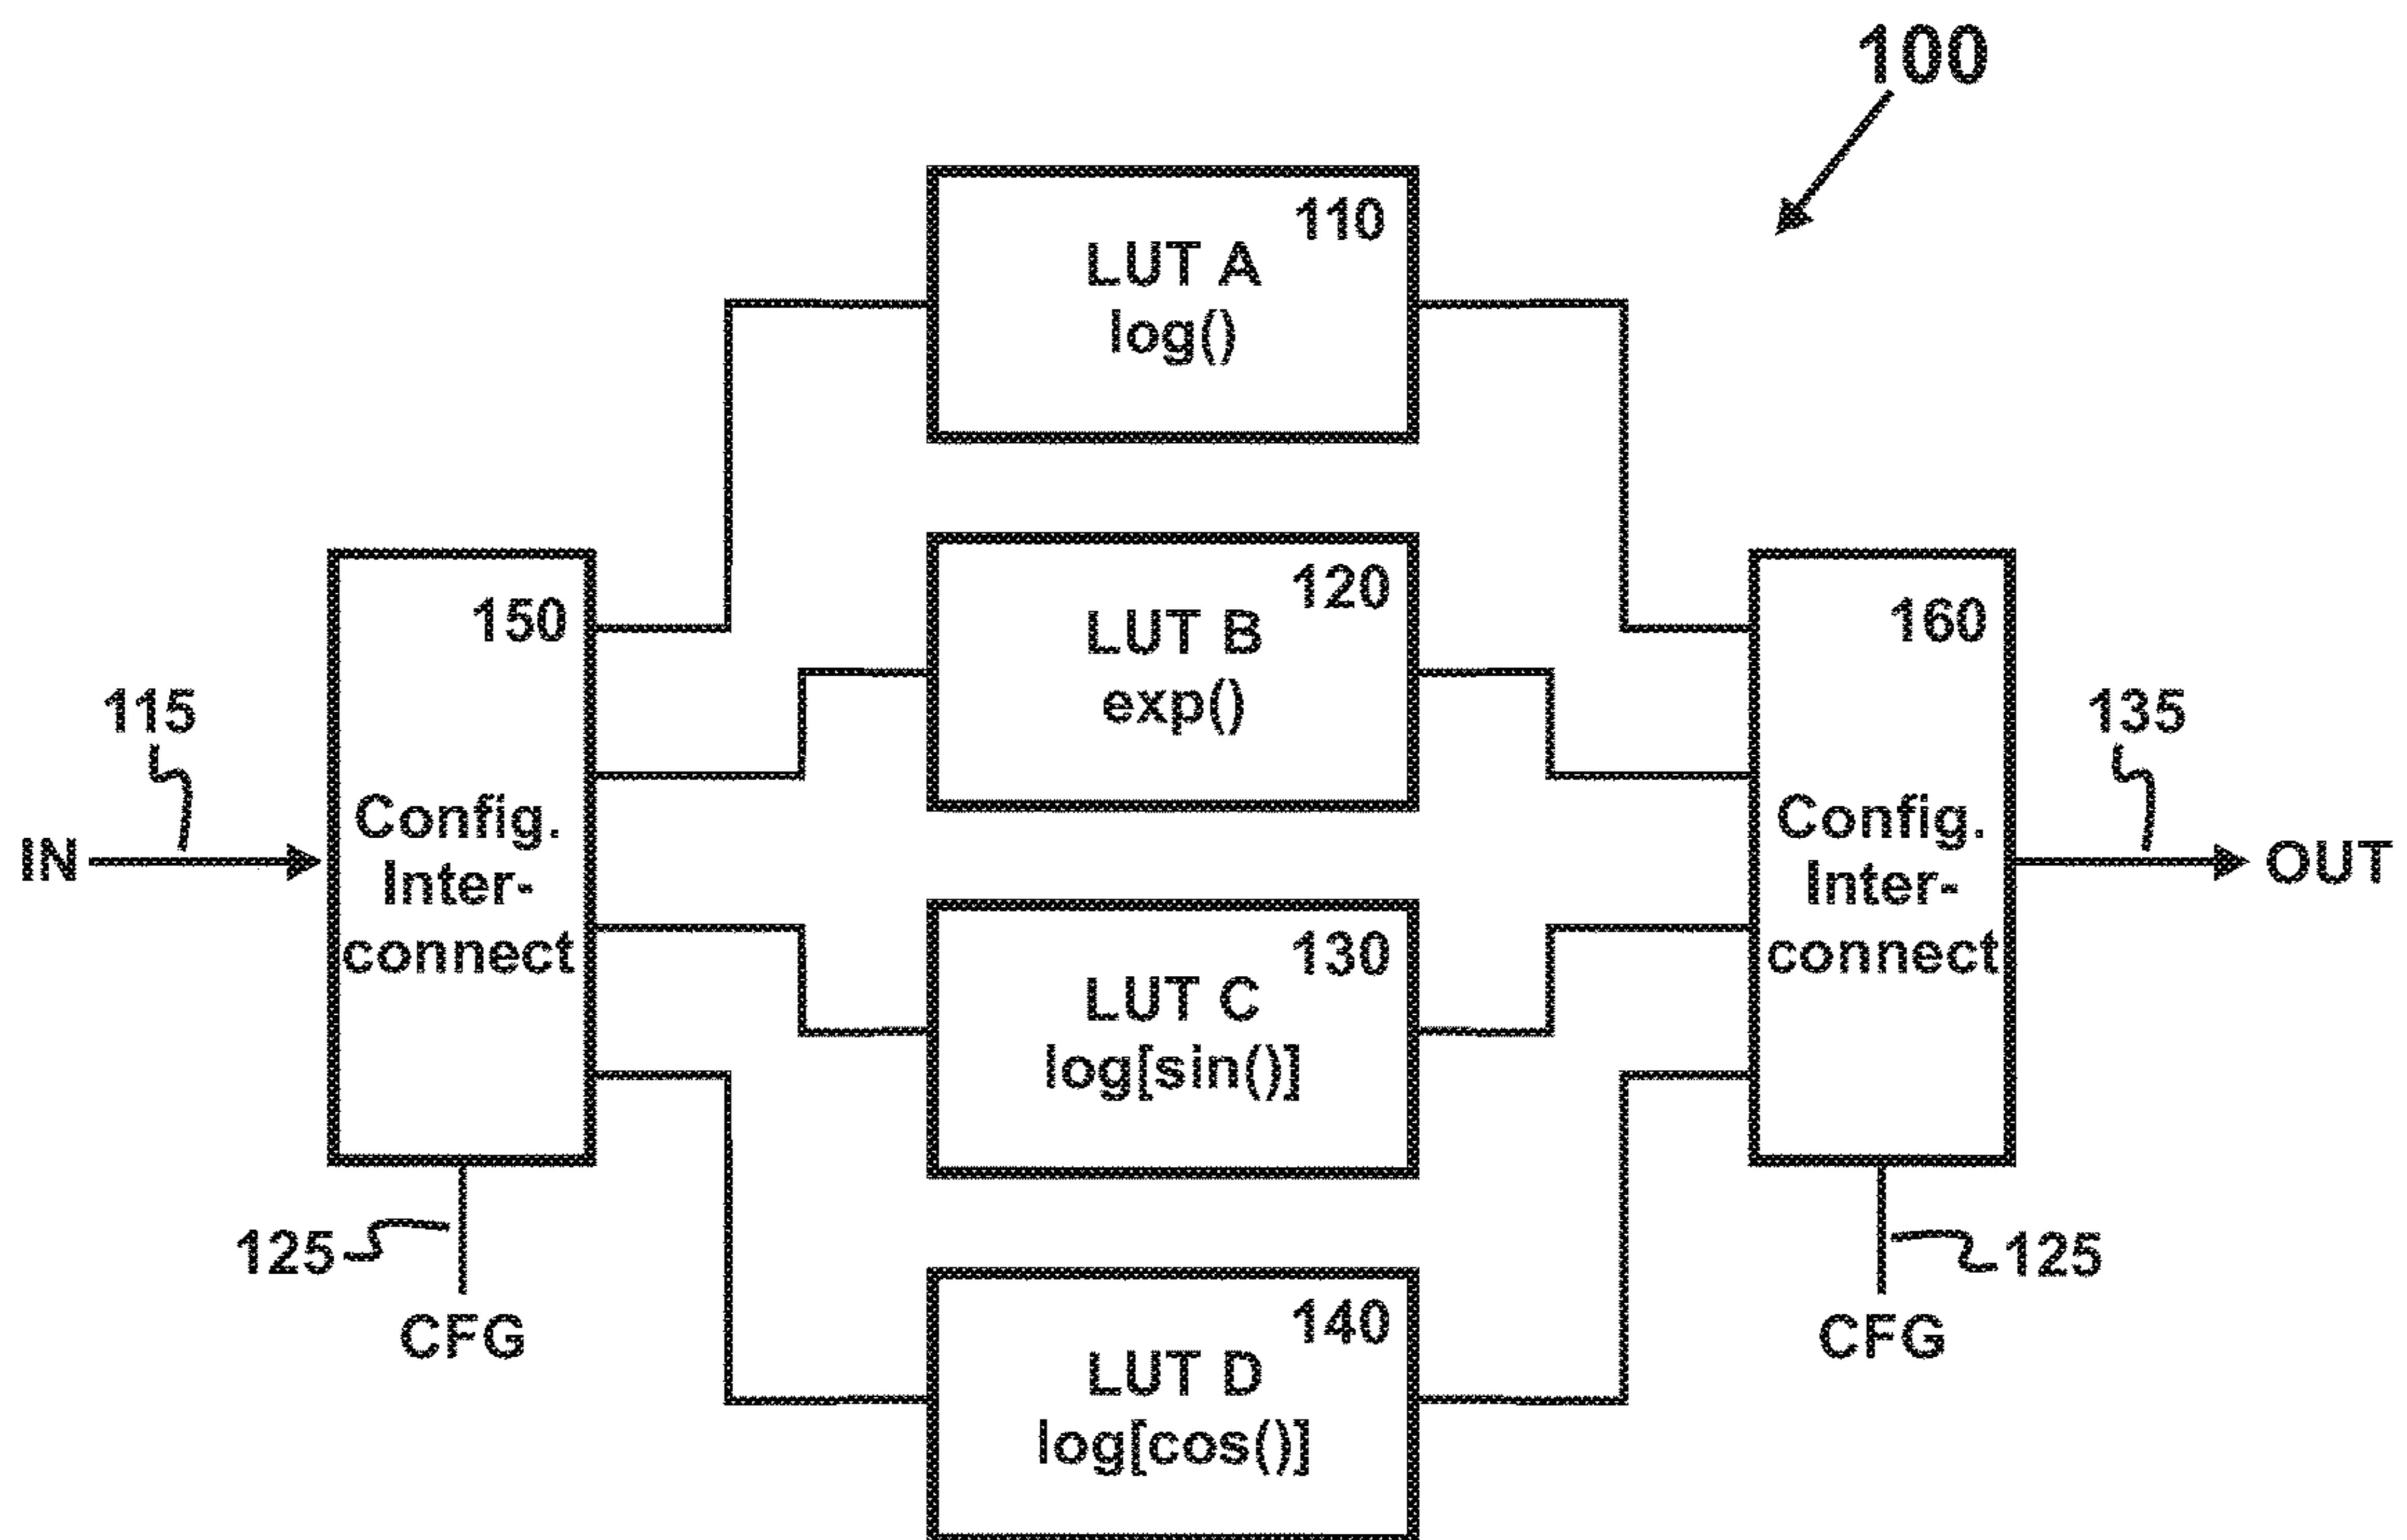 100
110
LUT A
log()
120
LUT B
exp()
150
Config.
Inter-
connect
160
Config.
Inter-
connect
115
IN
135
OUT
130
LUT C
log[sin()]
125
CFG
125
CFG
140
LUT D
log[cos()]